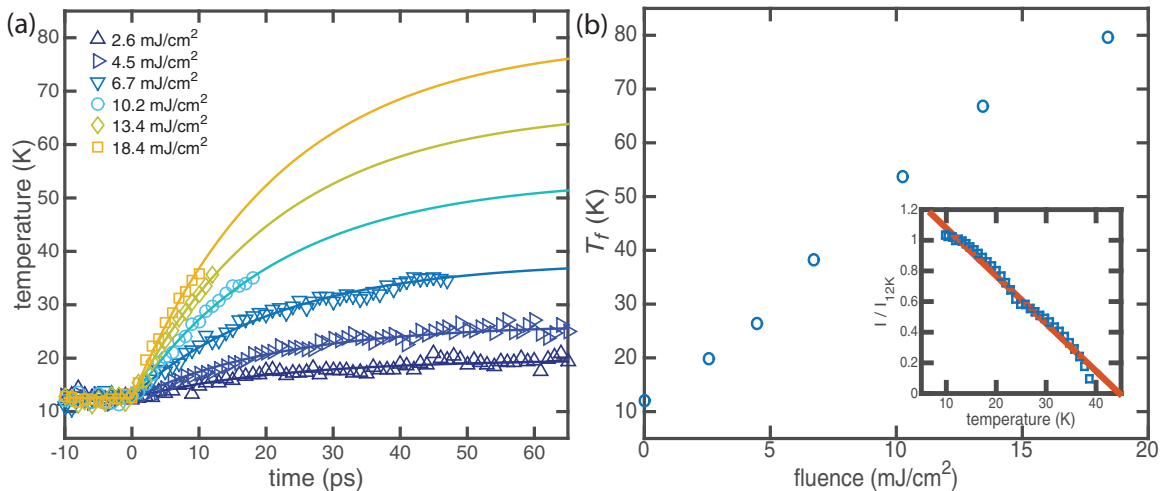 (a)
80
70
60
50
40
30
20
10
temperature (K)
2.6 mJ/cm²
4.5 mJ/cm²
6.7 mJ/cm²
10.2 mJ/cm²
13.4 mJ/cm²
18.4 mJ/cm²
-10 0 10 20 30 40 50 60
time (ps)
(b)
80
70
60
50
40
30
20
10
T_f (K)
0 5 10 15 20
fluence (mJ/cm²)
1.2
1
0.8
0.6
0.4
0.2
0
I / I_12K
10 20 30 40
temperature (K)